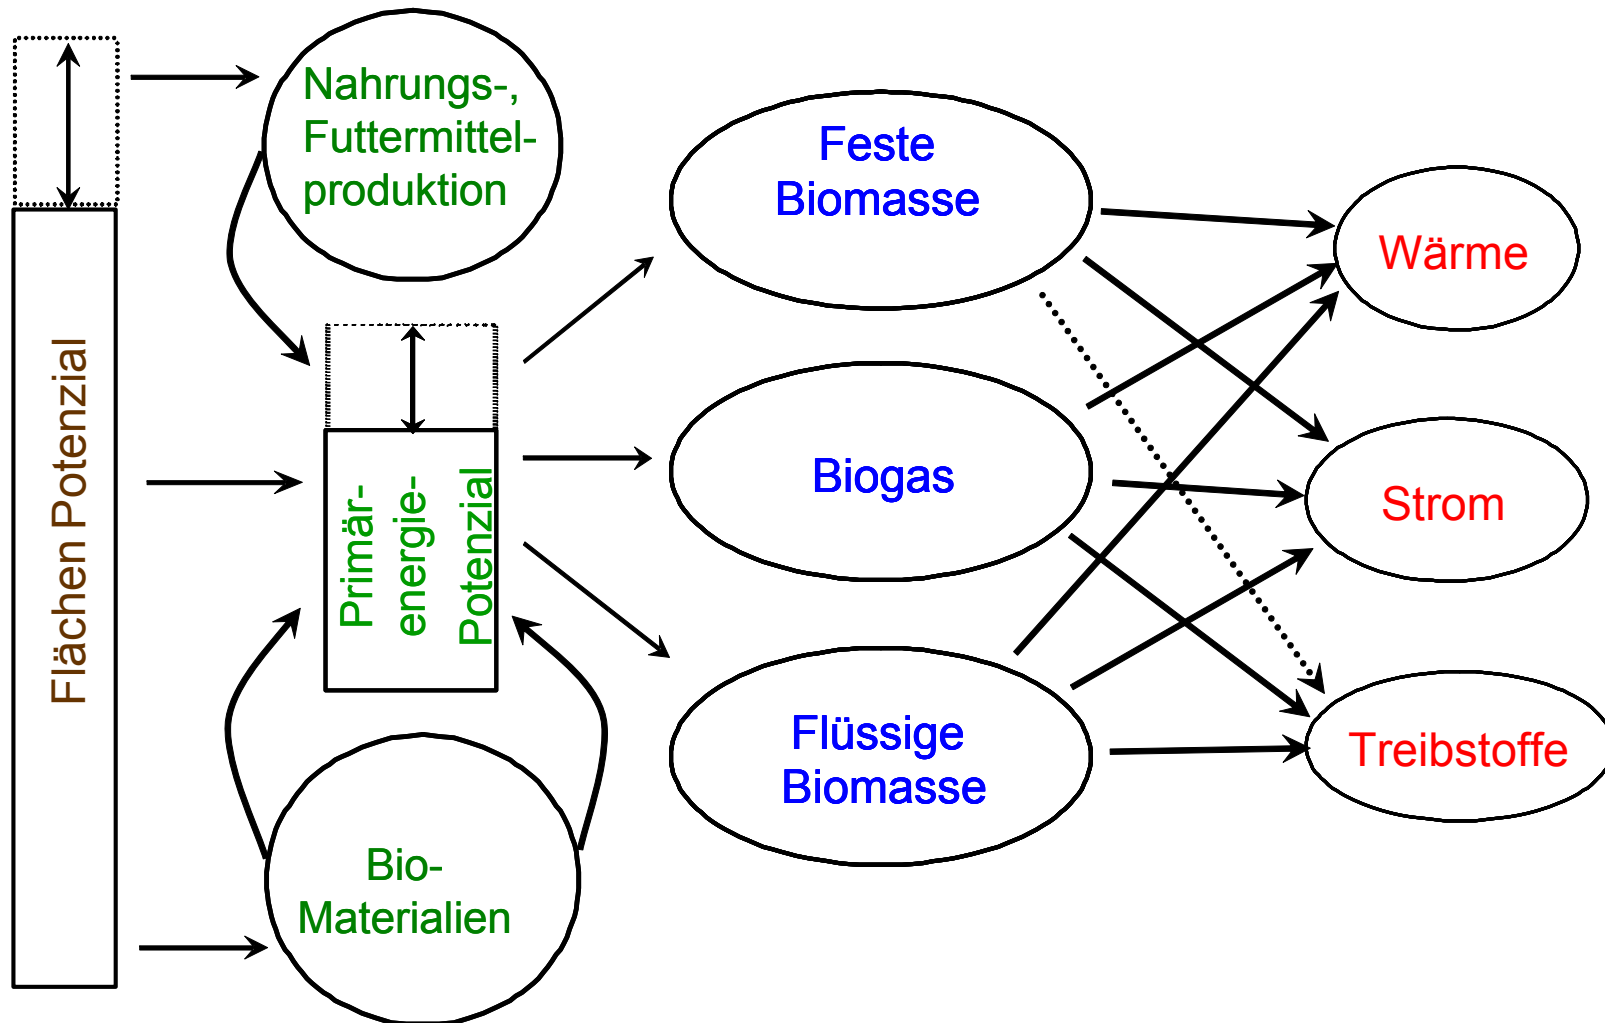 Flächen Potenzial
Nahrungs-,
Futtermittel-
produktion
Primär-
energie-
Potenzial
Bio-
Materialien
Feste
Biomasse
Biogas
Flüssige
Biomasse
Wärme
Strom
Treibstoffe